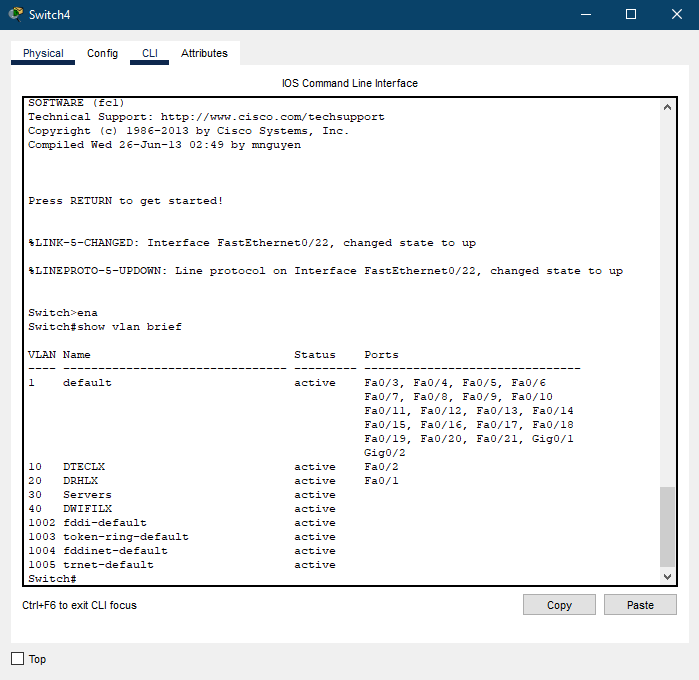 Switch4
Physical Config CLI Attributes
IOS Command Line Interface
SOFTWARE (fc1)
Technical Support: http://www.cisco.com/techsupport
Copyright (c) 1986-2013 by Cisco Systems, Inc.
Compiled Wed 26-Jun-13 02:49 by mnguyen
Press RETURN to get started!
%LINK-5-CHANGED: Interface FastEthernet0/22, changed state to up
%LINEPROTO-5-UPDOWN: Line protocol on Interface FastEthernet0/22, changed state to up
Switch>ena
Switch#show vlan brief
VLAN Name                             Status    Ports
---- -------------------------------- --------- -------------------------------
1    default                          active    Fa0/3, Fa0/4, Fa0/5, Fa0/6
                                                Fa0/7, Fa0/8, Fa0/9, Fa0/10
                                                Fa0/11, Fa0/12, Fa0/13, Fa0/14
                                                Fa0/15, Fa0/16, Fa0/17, Fa0/18
                                                Fa0/19, Fa0/20, Fa0/21, Gig0/1
                                                Gig0/2
10   DTECLX                           active    Fa0/2
20   DRHLX                            active    Fa0/1
30   Servers                          active
40   DWIFILX                          active
1002 fddi-default                     active
1003 token-ring-default               active
1004 fddinet-default                  active
1005 trnet-default                    active
Switch#
Ctrl+F6 to exit CLI focus Copy Paste
Top